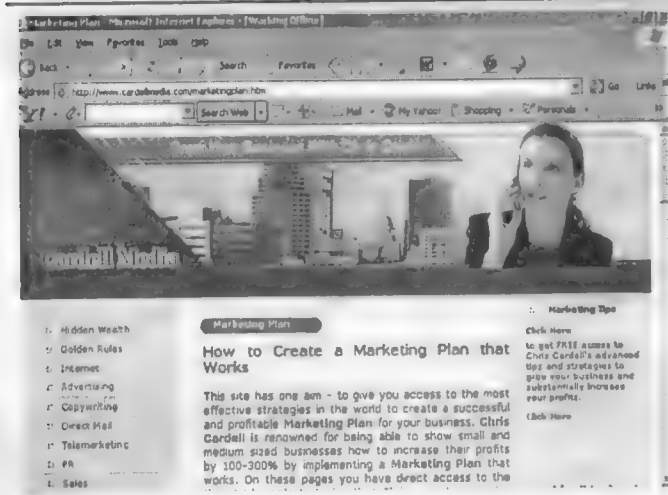 Marketing Plan - Microsoft Internet Explorer - [Working Offline]
File Edit View Favorites Tools Help
Back Search Favorites
Address http://www.cardellmedia.com/marketingplan.htm Go Links
Search Web Mail My Yahoo! Shopping Personals
Cardell Media
Hidden Wealth
Golden Rules
Internet
Advertising
Copywriting
Direct Mail
Telemarketing
PR
Sales
Marketing Plan
How to Create a Marketing Plan that
Works
This site has one aim - to give you access to the most
effective strategies in the world to create a successful
and profitable Marketing Plan for your business. Chris
Cardell is renowned for being able to show small and
medium sized businesses how to increase their profits
by 100-300% by implementing a Marketing Plan that
works. On these pages you have direct access to the
Marketing Tips
Click Here
to get FREE access to
Chris Cardell's advanced
tips and strategies to
grow your business and
substantially increase
your profits.
Click Here